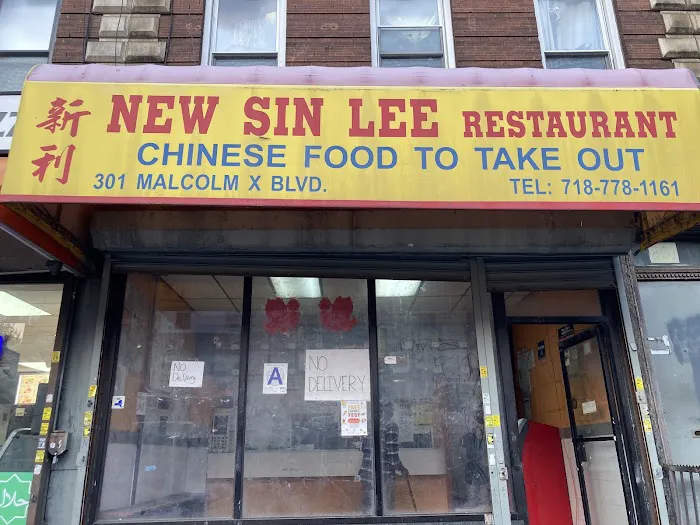 新利
NEW SIN LEE RESTAURANT
CHINESE FOOD TO TAKE OUT
301 MALCOLM X BLVD.
TEL: 718-778-1161
NO
Delivery
A
NO
DELIVERY
حلال